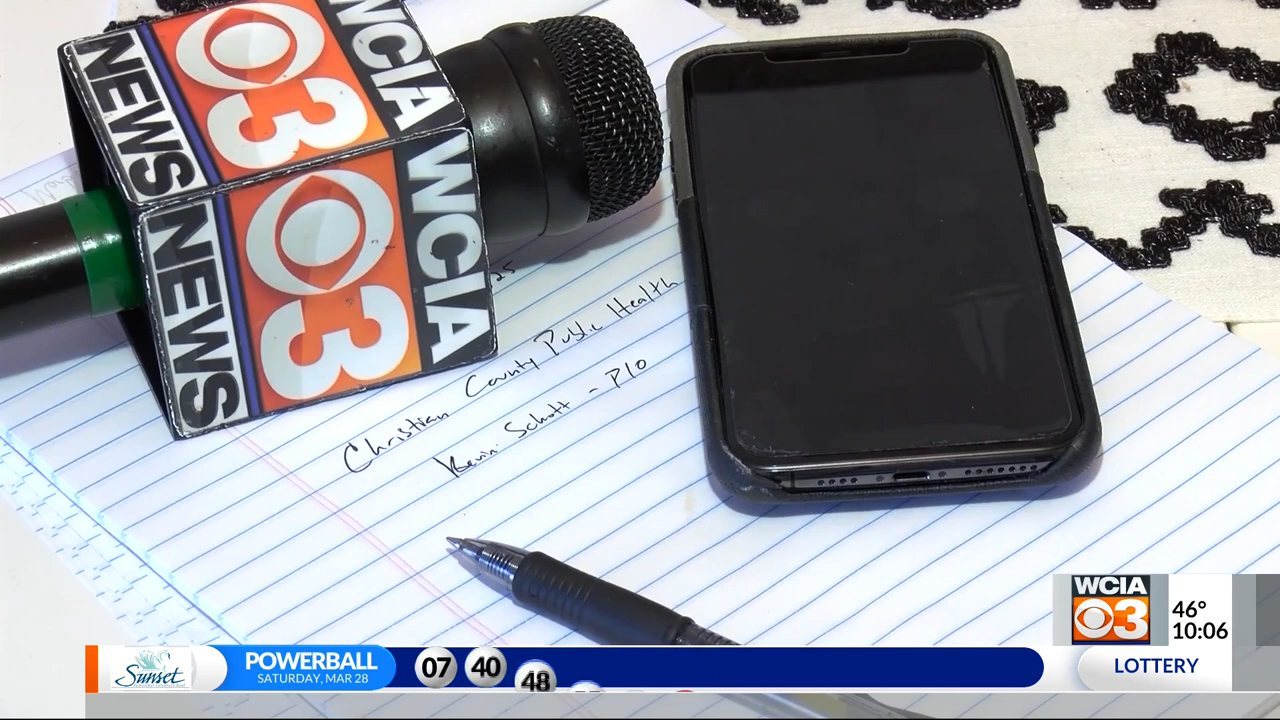 NEWS
3
WCIA
NEWS
3
WCIA
25
Christian County Public Health
Kevin Schott - PIO
WCIA
3
46°
10:06
Sunset
POWERBALL
SATURDAY, MAR 28
07 40 48
LOTTERY